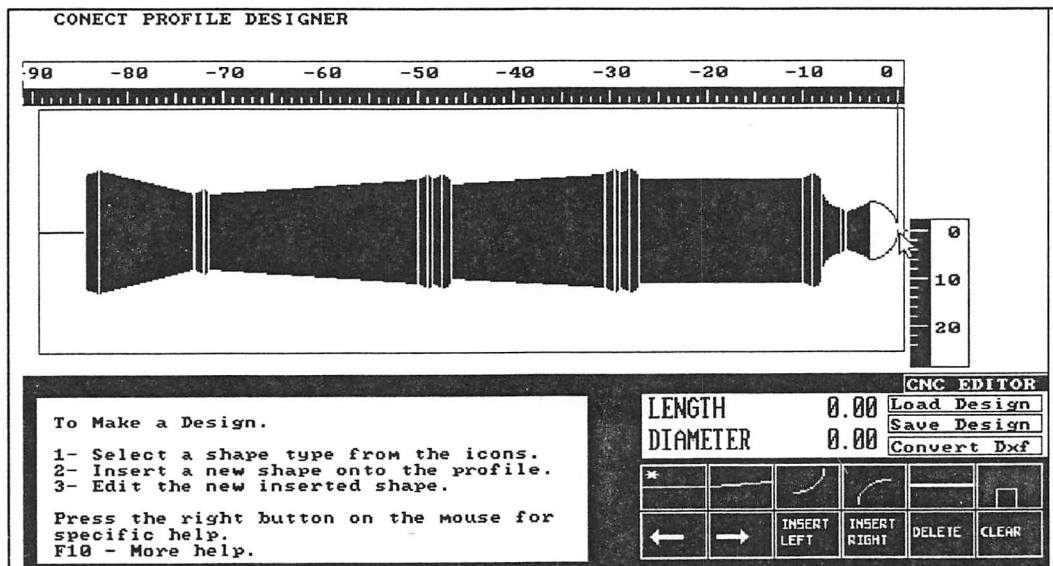 CONECT PROFILE DESIGNER
-90 -80 -70 -60 -50 -40 -30 -20 -10 0
0
10
20
CNC EDITOR
LENGTH 0.00 Load Design
Save Design
DIAMETER 0.00 Convert Dxf
To Make a Design.
1- Select a shape type from the icons.
2- Insert a new shape onto the profile.
3- Edit the new inserted shape.
Press the right button on the mouse for
specific help.
F10 - More help.
*
INSERT LEFT
INSERT RIGHT
DELETE
CLEAR